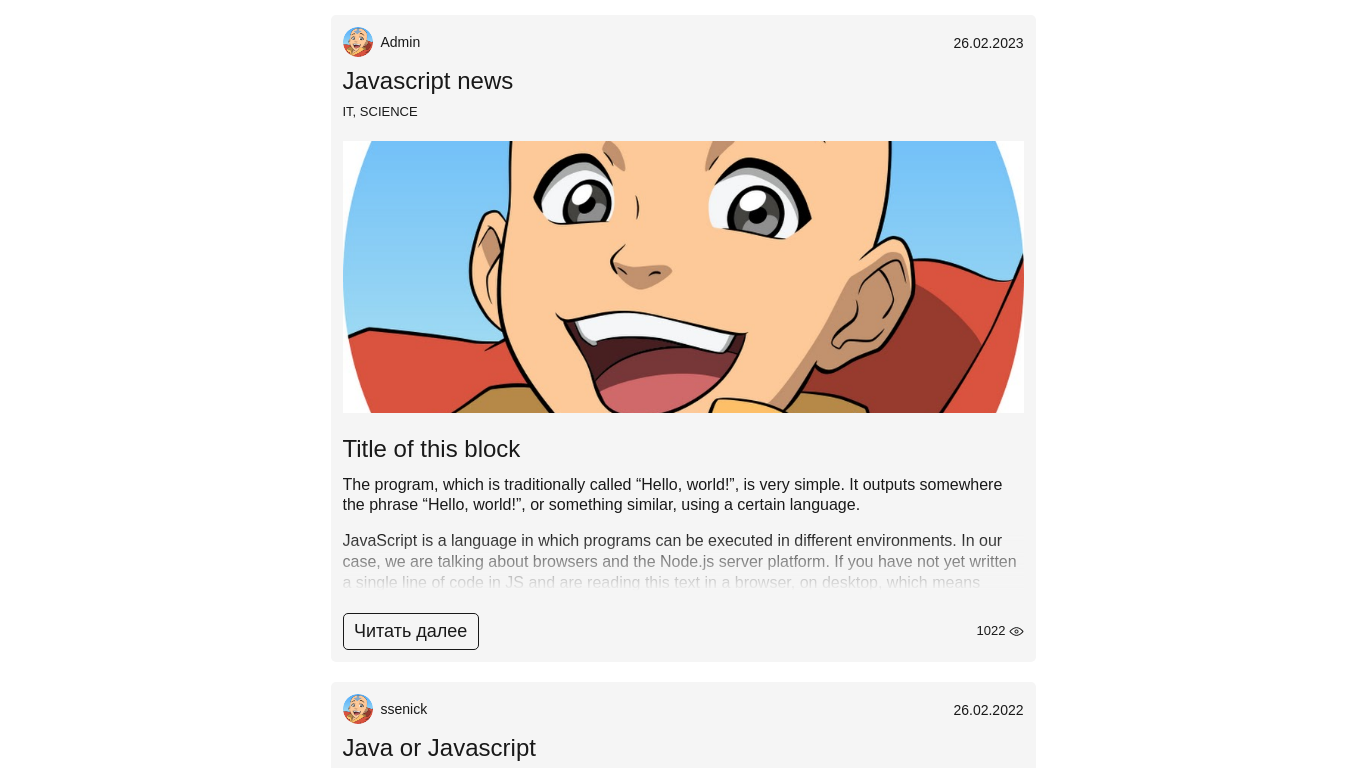 Admin
26.02.2023
Javascript news
IT, SCIENCE
Title of this block
The program, which is traditionally called “Hello, world!”, is very simple. It outputs somewhere
the phrase “Hello, world!”, or something similar, using a certain language.
JavaScript is a language in which programs can be executed in different environments. In our
case, we are talking about browsers and the Node.js server platform. If you have not yet written
a single line of code in JS and are reading this text in a browser, on desktop, which means
Читать далее
1022
ssenick
26.02.2022
Java or Javascript